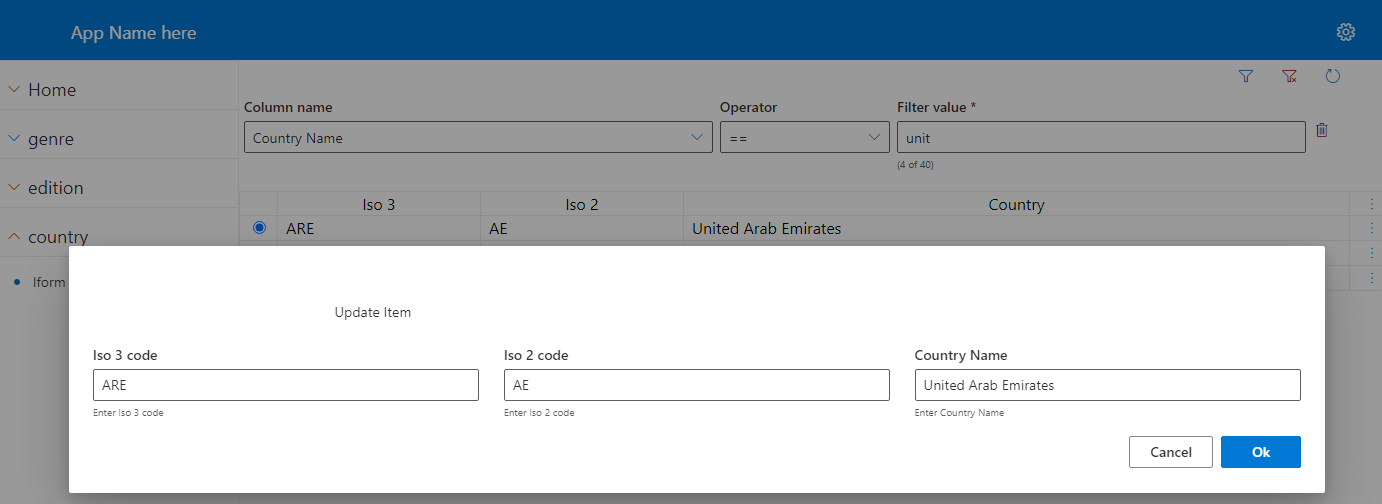 App Name here
Home
genre
edition
country
lform
Column name Operator Filter value *
Country Name == unit
(4 of 40)
Iso 3 Iso 2 Country
ARE AE United Arab Emirates
Update Item
Iso 3 code Iso 2 code Country Name
ARE AE United Arab Emirates
Enter Iso 3 code Enter Iso 2 code Enter Country Name
Cancel Ok